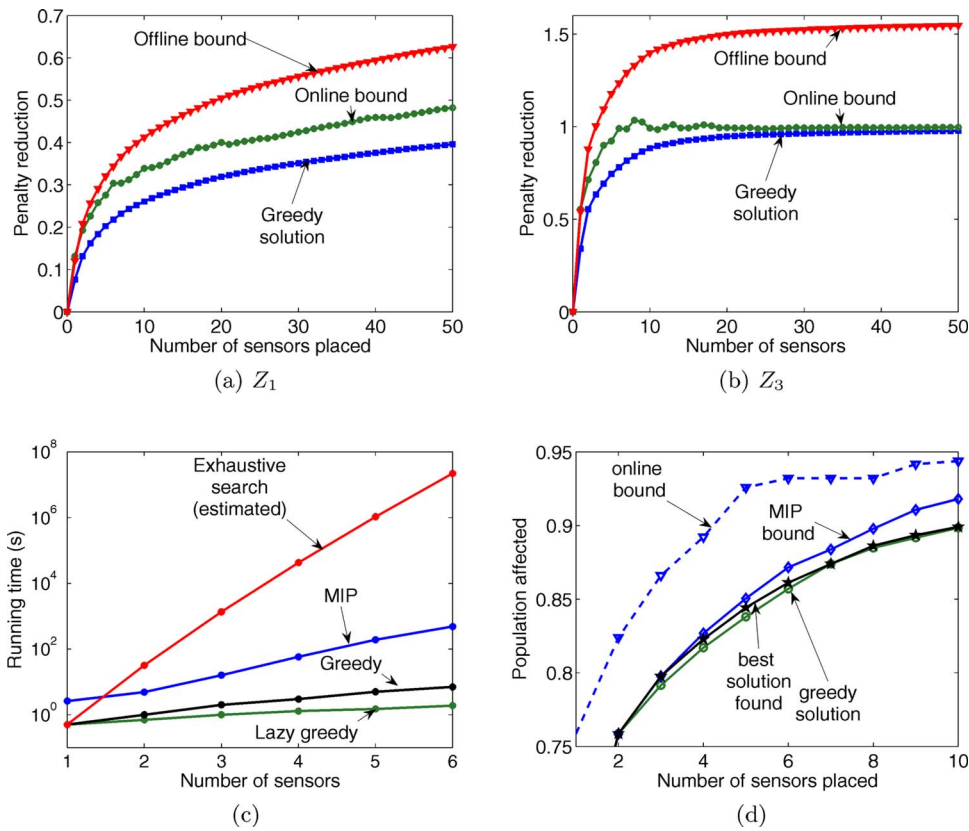 0.7
0.6
0.5
0.4
0.3
0.2
0.1
0
Penalty reduction
Offline bound
Online bound
Greedy
solution
0 10 20 30 40 50
Number of sensors placed
(a) Z1
1.5
1
0.5
0
Penalty reduction
Offline bound
Online bound
Greedy
solution
0 10 20 30 40 50
Number of sensors
(b) Z3
10^8
10^6
10^4
10^2
10^0
Running time (s)
Exhaustive
search
(estimated)
MIP
Greedy
Lazy greedy
1 2 3 4 5 6
Number of sensors
(c)
0.95
0.90
0.85
0.8
0.75
Population affected
online
bound
MIP
bound
best
solution
found
greedy
solution
2 4 6 8 10
Number of sensors placed
(d)